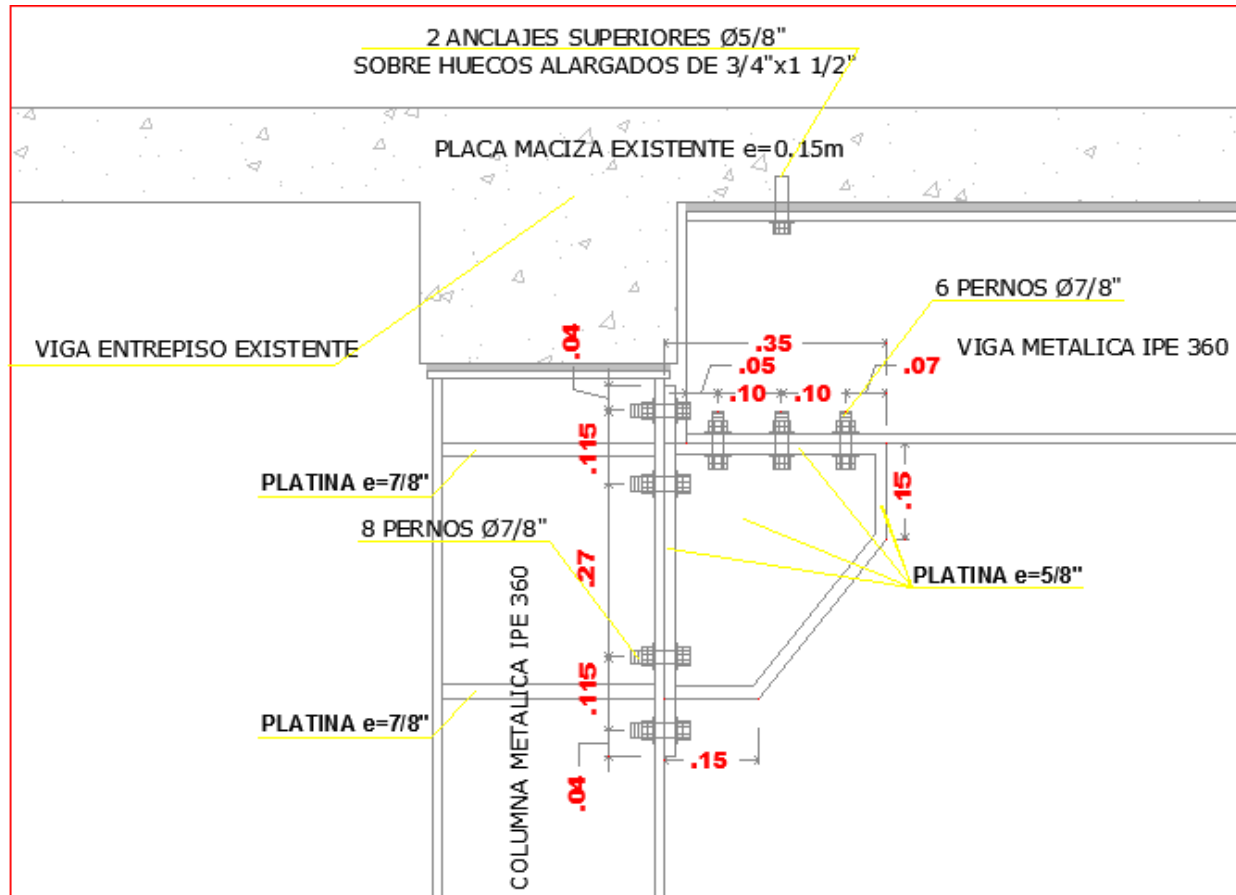 2 ANCLAJES SUPERIORES Ø5/8"
SOBRE HUECOS ALARGADOS DE 3/4"x1 1/2"
PLACA MACIZA EXISTENTE e=0.15m
6 PERNOS Ø7/8"
VIGA ENTREPISO EXISTENTE
.04
.35
VIGA METALICA IPE 360
.05
.07
.10
.10
.115
PLATINA e=7/8"
.15
8 PERNOS Ø7/8"
.27
PLATINA e=5/8"
COLUMNA METALICA IPE 360
.115
PLATINA e=7/8"
.15
.04